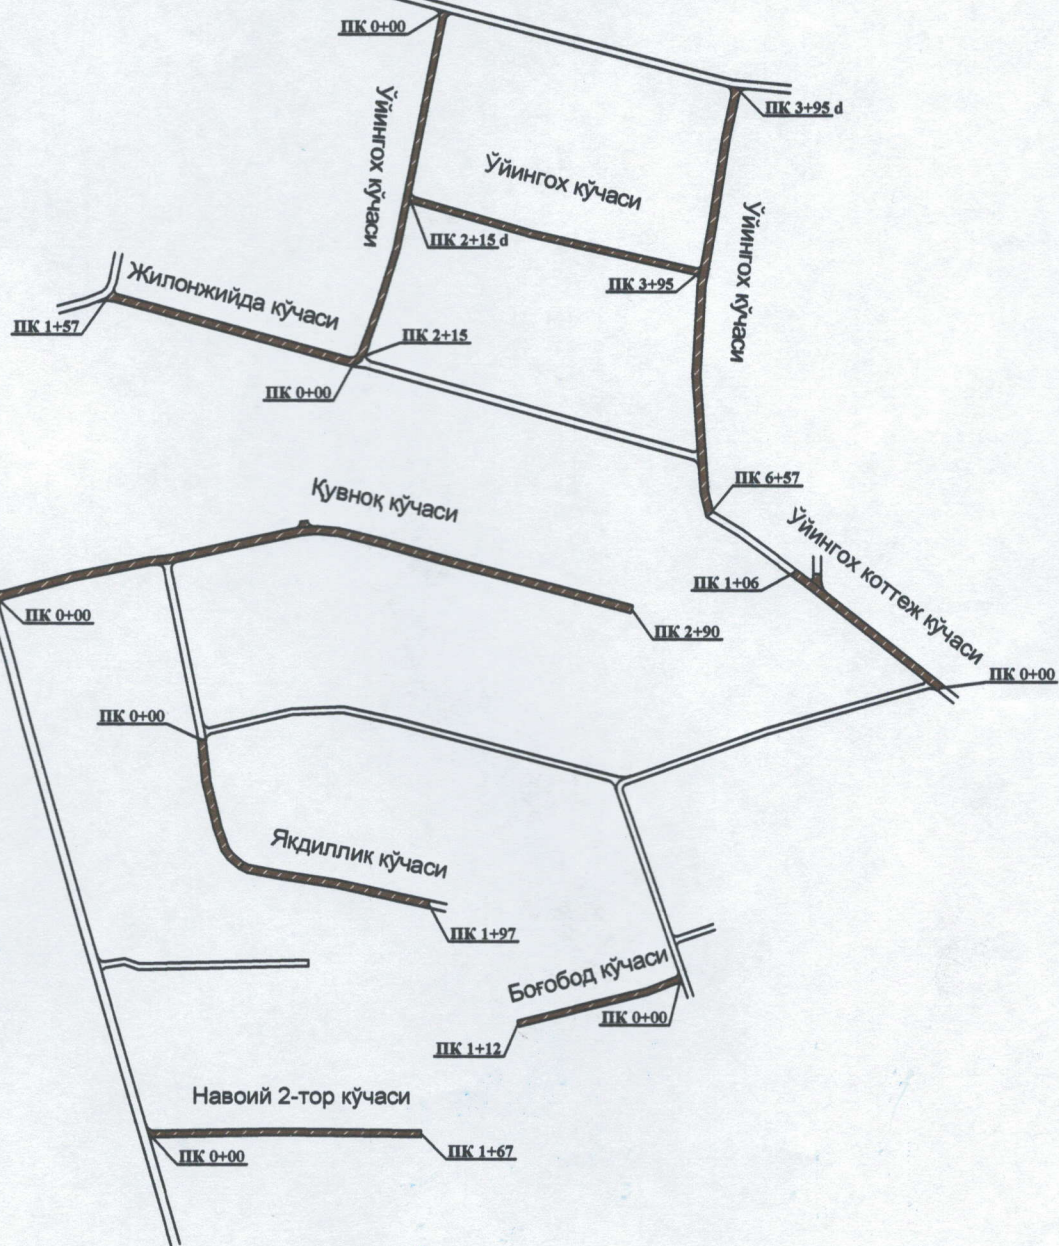 ПК 0+00
ПК 3+95 d
Ўйингох кўчаси
Ўйингох кўчаси
Ўйингох кўчаси
ПК 2+15 d
ПК 3+95
Жилонжийда кўчаси
ПК 1+57
ПК 2+15
ПК 0+00
ПК 6+57
Қувноқ кўчаси
Ўйингох коттеж кўчаси
ПК 1+06
ПК 0+00
ПК 2+90
ПК 0+00
ПК 0+00
Яқдиллик кўчаси
ПК 1+97
Боғобод кўчаси
ПК 0+00
ПК 1+12
Навоий 2-тор кўчаси
ПК 0+00
ПК 1+67